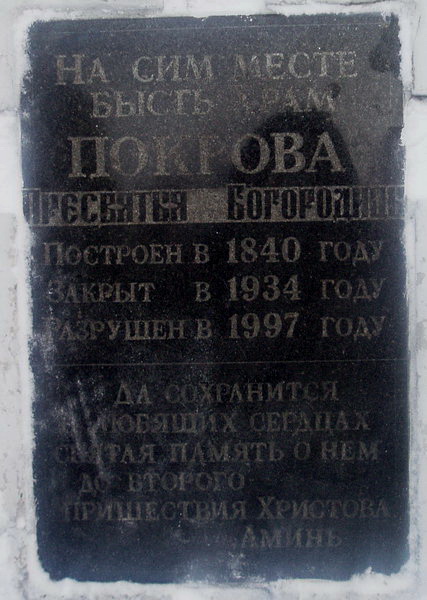 На сим месте
бысть храм
Покрова
Пресвятыя Богородицы
Построен в 1840 году
Закрыт в 1934 году
Разрушен в 1997 году
Да сохранится
в любящих сердцах
святая память о нем
до второго
пришествия Христова
Аминь